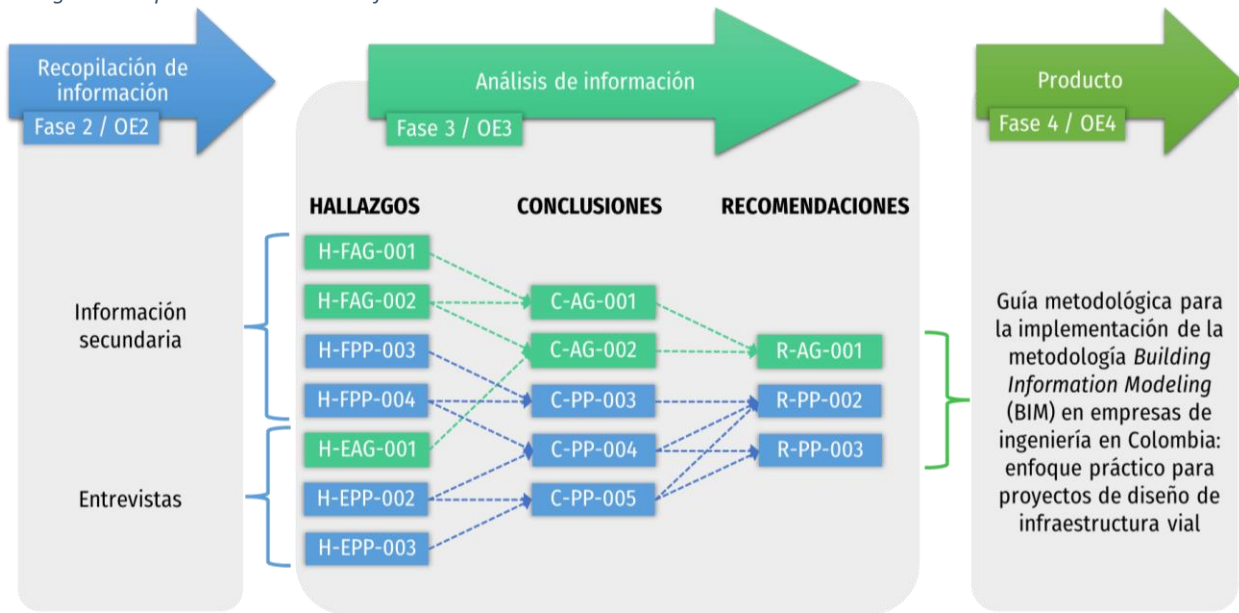 Recopilación de
información
Fase 2 / OE2
Análisis de información
Fase 3 / OE3
Producto
Fase 4 / OE4
HALLAZGOS
CONCLUSIONES
RECOMENDACIONES
Información
secundaria
Entrevistas
H-FAG-001
H-FAG-002
H-FPP-003
H-FPP-004
H-EAG-001
H-EPP-002
H-EPP-003
C-AG-001
C-AG-002
C-PP-003
C-PP-004
C-PP-005
R-AG-001
R-PP-002
R-PP-003
Guía metodológica para
la implementación de la
metodología Building
Information Modeling
(BIM) en empresas de
ingeniería en Colombia:
enfoque práctico para
proyectos de diseño de
infraestructura vial